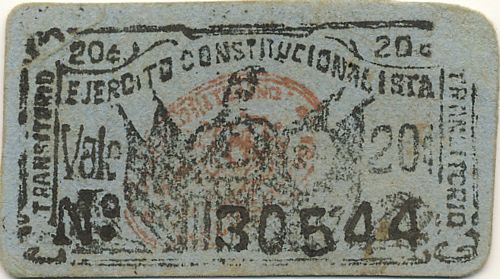 20¢ 20¢
EJERCITO CONSTITUCIONALISTA
TRANSITORIO
Vale 20¢
TRANSITORIO
Nº 30544